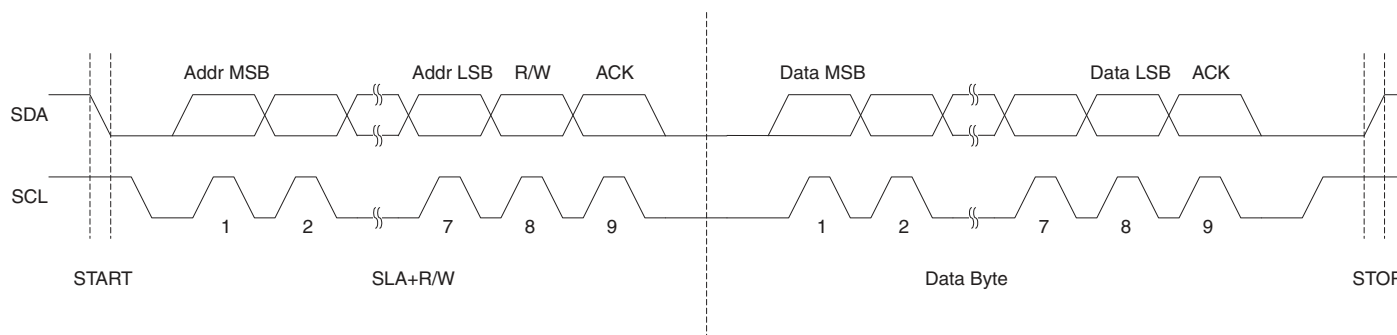 Addr MSB Addr LSB R/W ACK Data MSB Data LSB ACK
SDA
SCL
1 2 7 8 9 1 2 7 8 9
START SLA+R/W Data Byte STOP